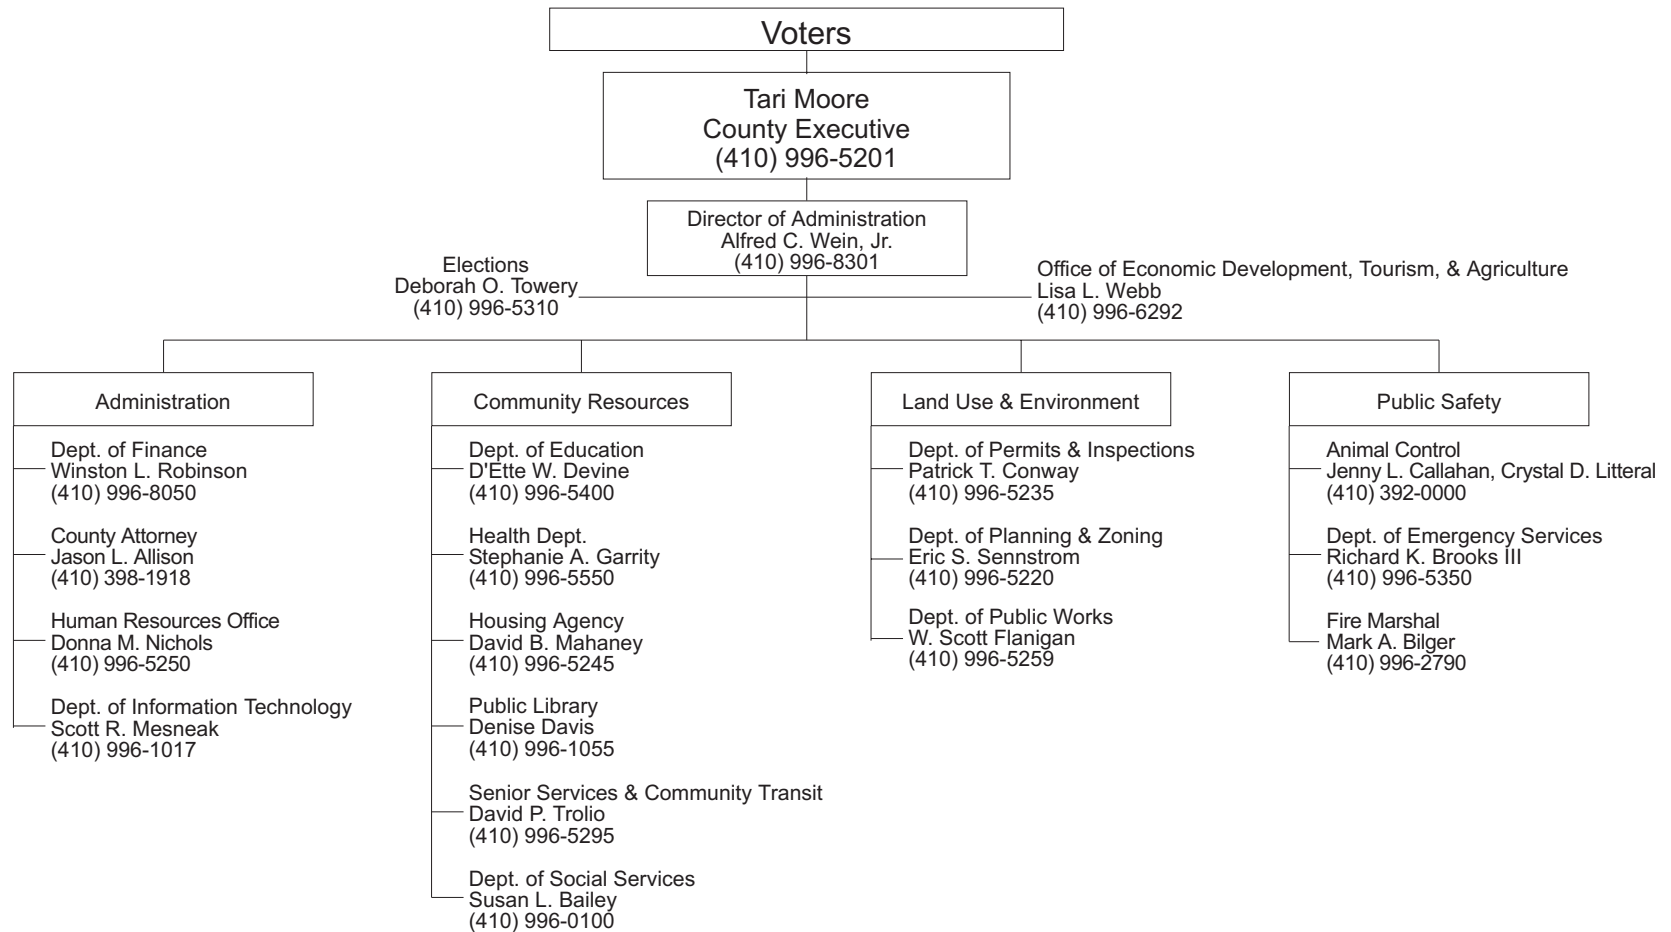 Voters
Tari Moore
County Executive
(410) 996-5201
Director of Administration
Alfred C. Wein, Jr.
(410) 996-8301
Elections
Deborah O. Towery
(410) 996-5310
Office of Economic Development, Tourism, & Agriculture
Lisa L. Webb
(410) 996-6292
Administration
Dept. of Finance
Winston L. Robinson
(410) 996-8050
County Attorney
Jason L. Allison
(410) 398-1918
Human Resources Office
Donna M. Nichols
(410) 996-5250
Dept. of Information Technology
Scott R. Mesneak
(410) 996-1017
Community Resources
Dept. of Education
D'Ette W. Devine
(410) 996-5400
Health Dept.
Stephanie A. Garrity
(410) 996-5550
Housing Agency
David B. Mahaney
(410) 996-5245
Public Library
Denise Davis
(410) 996-1055
Senior Services & Community Transit
David P. Trolio
(410) 996-5295
Dept. of Social Services
Susan L. Bailey
(410) 996-0100
Land Use & Environment
Dept. of Permits & Inspections
Patrick T. Conway
(410) 996-5235
Dept. of Planning & Zoning
Eric S. Sennstrom
(410) 996-5220
Dept. of Public Works
W. Scott Flanigan
(410) 996-5259
Public Safety
Animal Control
Jenny L. Callahan, Crystal D. Litteral
(410) 392-0000
Dept. of Emergency Services
Richard K. Brooks III
(410) 996-5350
Fire Marshal
Mark A. Bilger
(410) 996-2790